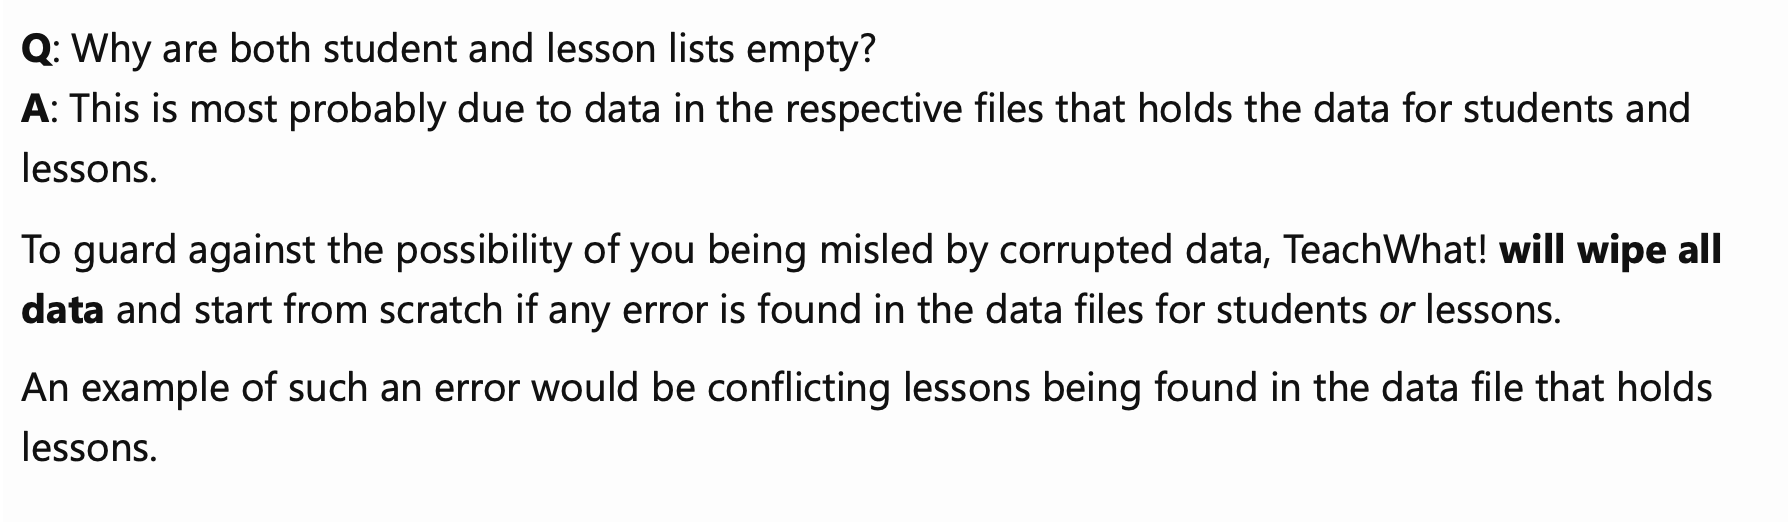 Q: Why are both student and lesson lists empty?
A: This is most probably due to data in the respective files that holds the data for students and
lessons.
To guard against the possibility of you being misled by corrupted data, TeachWhat! will wipe all
data and start from scratch if any error is found in the data files for students or lessons.
An example of such an error would be conflicting lessons being found in the data file that holds
lessons.